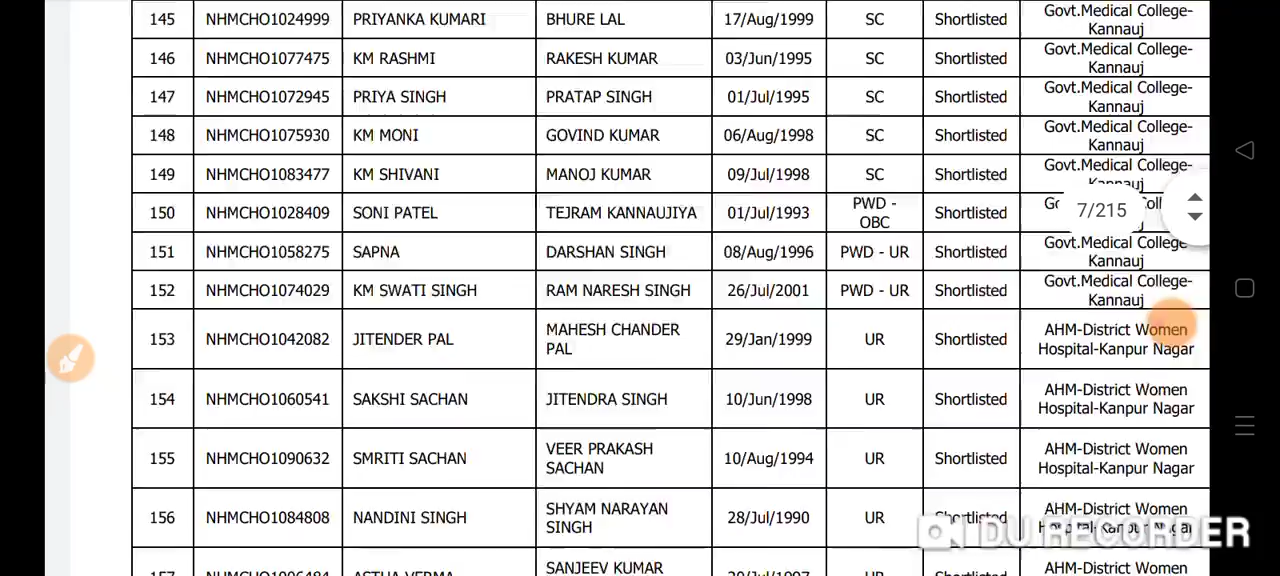 145 NHMCHO1024999 PRIYANKA KUMARI BHURE LAL 17/Aug/1999 SC Shortlisted Govt.Medical College-
Kannauj
146 NHMCHO1077475 KM RASHMI RAKESH KUMAR 03/Jun/1995 SC Shortlisted Govt.Medical College-
Kannauj
147 NHMCHO1072945 PRIYA SINGH PRATAP SINGH 01/Jul/1995 SC Shortlisted Govt.Medical College-
Kannauj
148 NHMCHO1075930 KM MONI GOVIND KUMAR 06/Aug/1998 SC Shortlisted Govt.Medical College-
Kannauj
149 NHMCHO1083477 KM SHIVANI MANOJ KUMAR 09/Jul/1998 SC Shortlisted Govt.Medical College-
Kannauj
150 NHMCHO1028409 SONI PATEL TEJRAM KANNAUJIYA 01/Jul/1993 PWD -
OBC Shortlisted
7/215
151 NHMCHO1058275 SAPNA DARSHAN SINGH 08/Aug/1996 PWD - UR Shortlisted Govt.Medical College
Kannauj
152 NHMCHO1074029 KM SWATI SINGH RAM NARESH SINGH 26/Jul/2001 PWD - UR Shortlisted Govt.Medical College-
Kannauj
153 NHMCHO1042082 JITENDER PAL MAHESH CHANDER
PAL 29/Jan/1999 UR Shortlisted AHM-District Women
Hospital-Kanpur Nagar
154 NHMCHO1060541 SAKSHI SACHAN JITENDRA SINGH 10/Jun/1998 UR Shortlisted AHM-District Women
Hospital-Kanpur Nagar
155 NHMCHO1090632 SMRITI SACHAN VEER PRAKASH
SACHAN 10/Aug/1994 UR Shortlisted AHM-District Women
Hospital-Kanpur Nagar
156 NHMCHO1084808 NANDINI SINGH SHYAM NARAYAN
SINGH 28/Jul/1990 UR Shortlisted AHM-District Women
Hospital-Kanpur Nagar
DU RECORDER
SANJEEV KUMAR